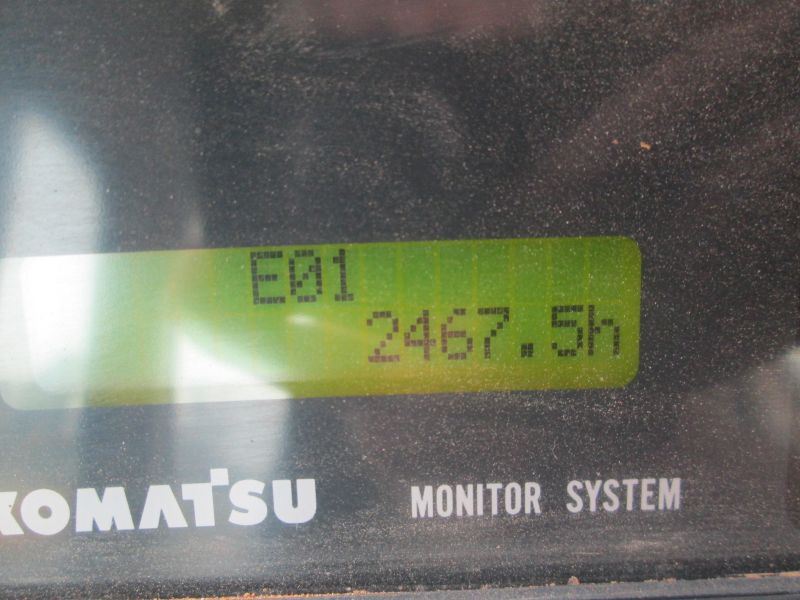 E01
2467.5h
KOMATSU MONITOR SYSTEM